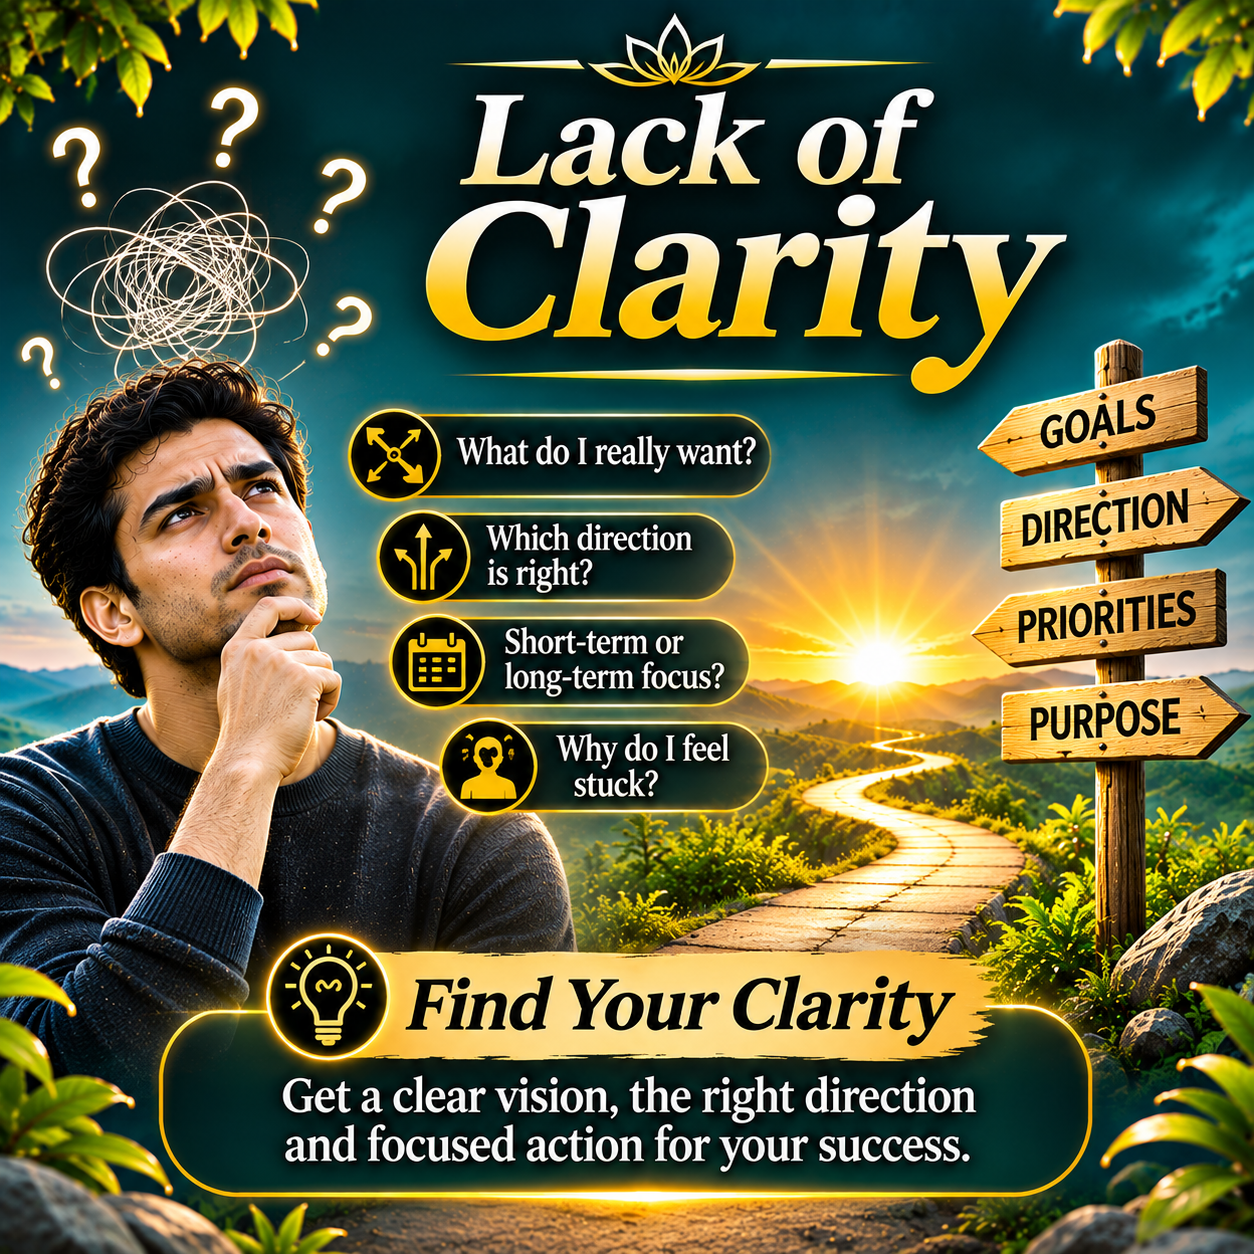 Lack of
Clarity
?
?
?
?
?
What do I really want?
Which direction
is right?
Short-term or
long-term focus?
Why do I feel
stuck?
GOALS
DIRECTION
PRIORITIES
PURPOSE
Find Your Clarity
Get a clear vision, the right direction
and focused action for your success.